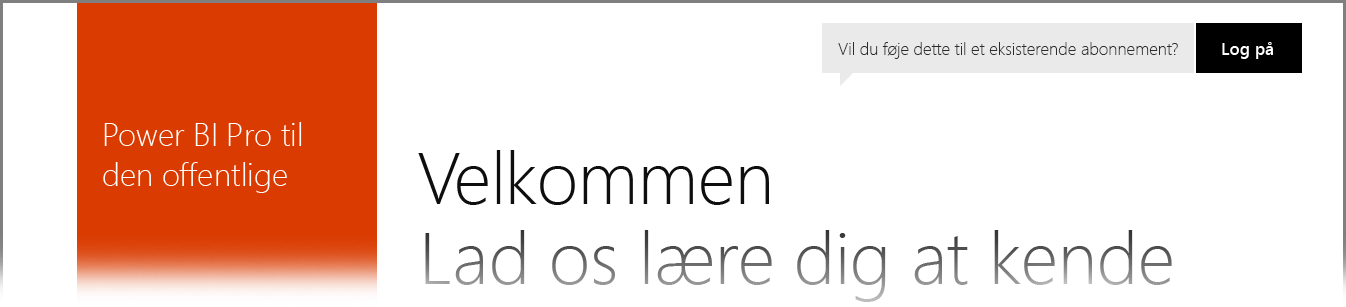 Vil du føje dette til et eksisterende abonnement?
Log på
Power BI Pro til
den offentlige
Velkommen
Lad os lære dig at kende